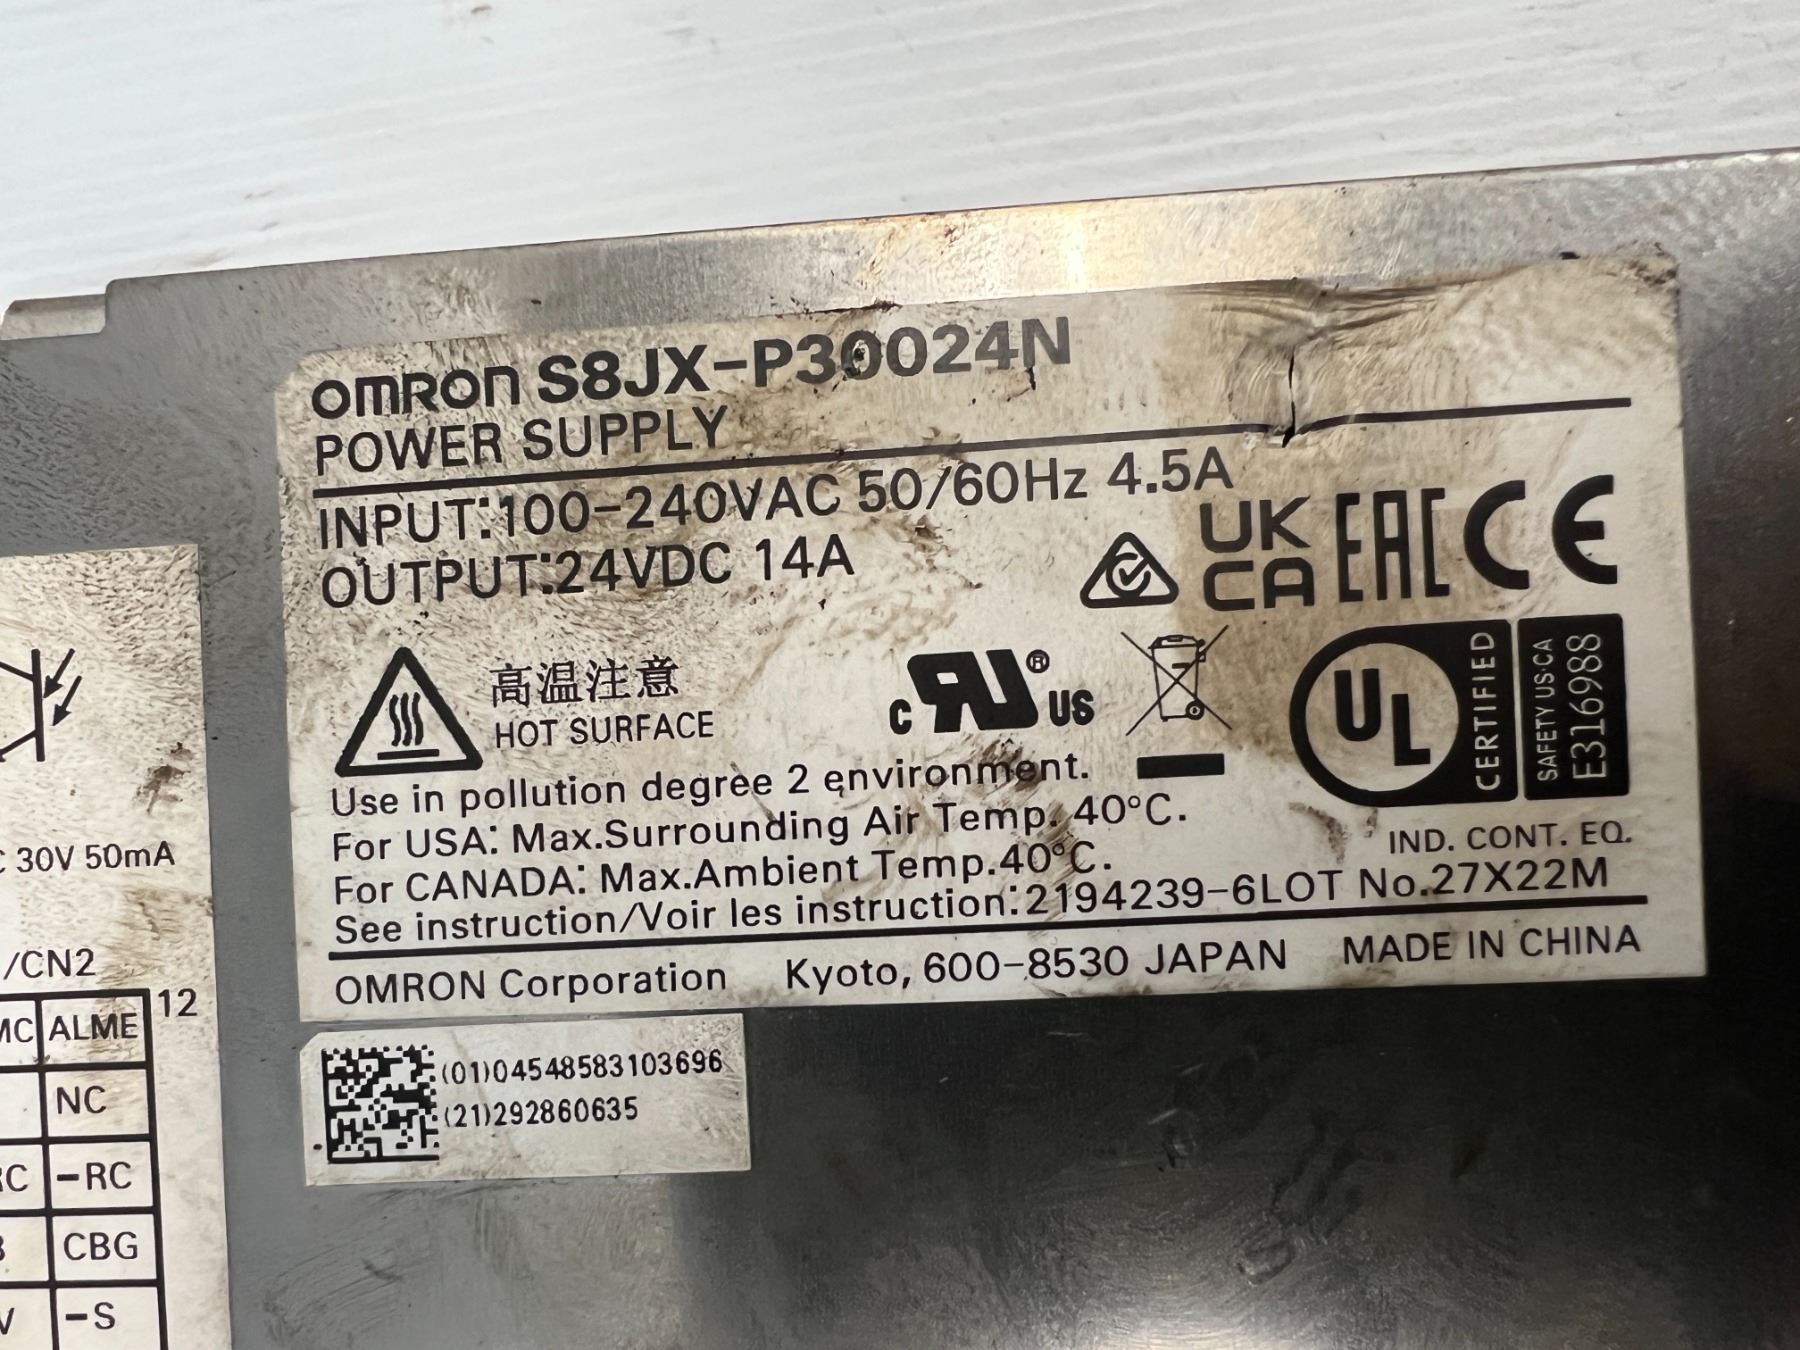 OMRON S8JX-P30024N
POWER SUPPLY
INPUT:100-240VAC 50/60Hz 4.5A
OUTPUT:24VDC 14A
UK
CA
EAC CE
高温注意
HOT SURFACE
c RU ® US
UL
CERTIFIED
SAFETY US·CA
E316988
Use in pollution degree 2 environment.
For USA: Max.Surrounding Air Temp. 40°C.
For CANADA: Max.Ambient Temp.40°C.
IND. CONT. EQ.
See instruction/Voir les instruction:2194239-6LOT No.27X22M
OMRON Corporation Kyoto, 600-8530 JAPAN MADE IN CHINA
(01)04548583103696
(21)292860635
30V 50mA
/CN2
ALME 12
NC
-RC
CBG
-S